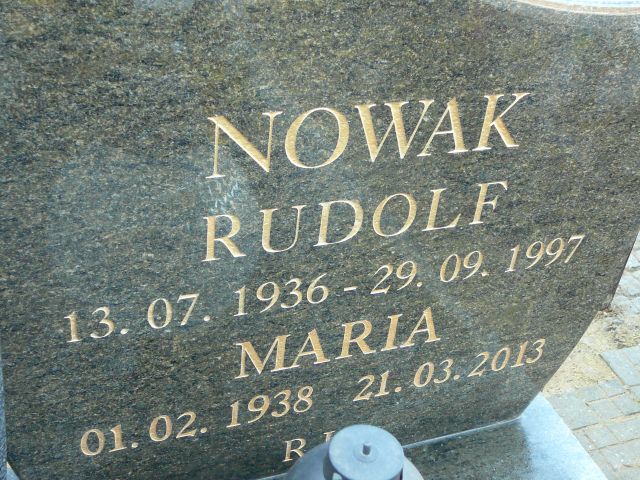 NOWAK
RUDOLF
13. 07. 1936 - 29. 09. 1997
MARIA
01. 02. 1938 21. 03. 2013